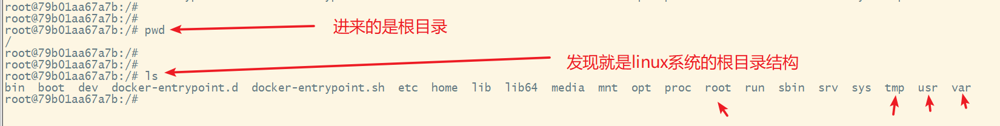 root@79b01aa67a7b:/#
root@79b01aa67a7b:/#
root@79b01aa67a7b:/# pwd
进来的是根目录
/
root@79b01aa67a7b:/#
root@79b01aa67a7b:/#
发现就是linux系统的根目录结构
root@79b01aa67a7b:/# ls
bin boot dev docker-entrypoint.d docker-entrypoint.sh etc home lib lib64 media mnt opt proc root run sbin srv sys tmp usr var
root@79b01aa67a7b:/#